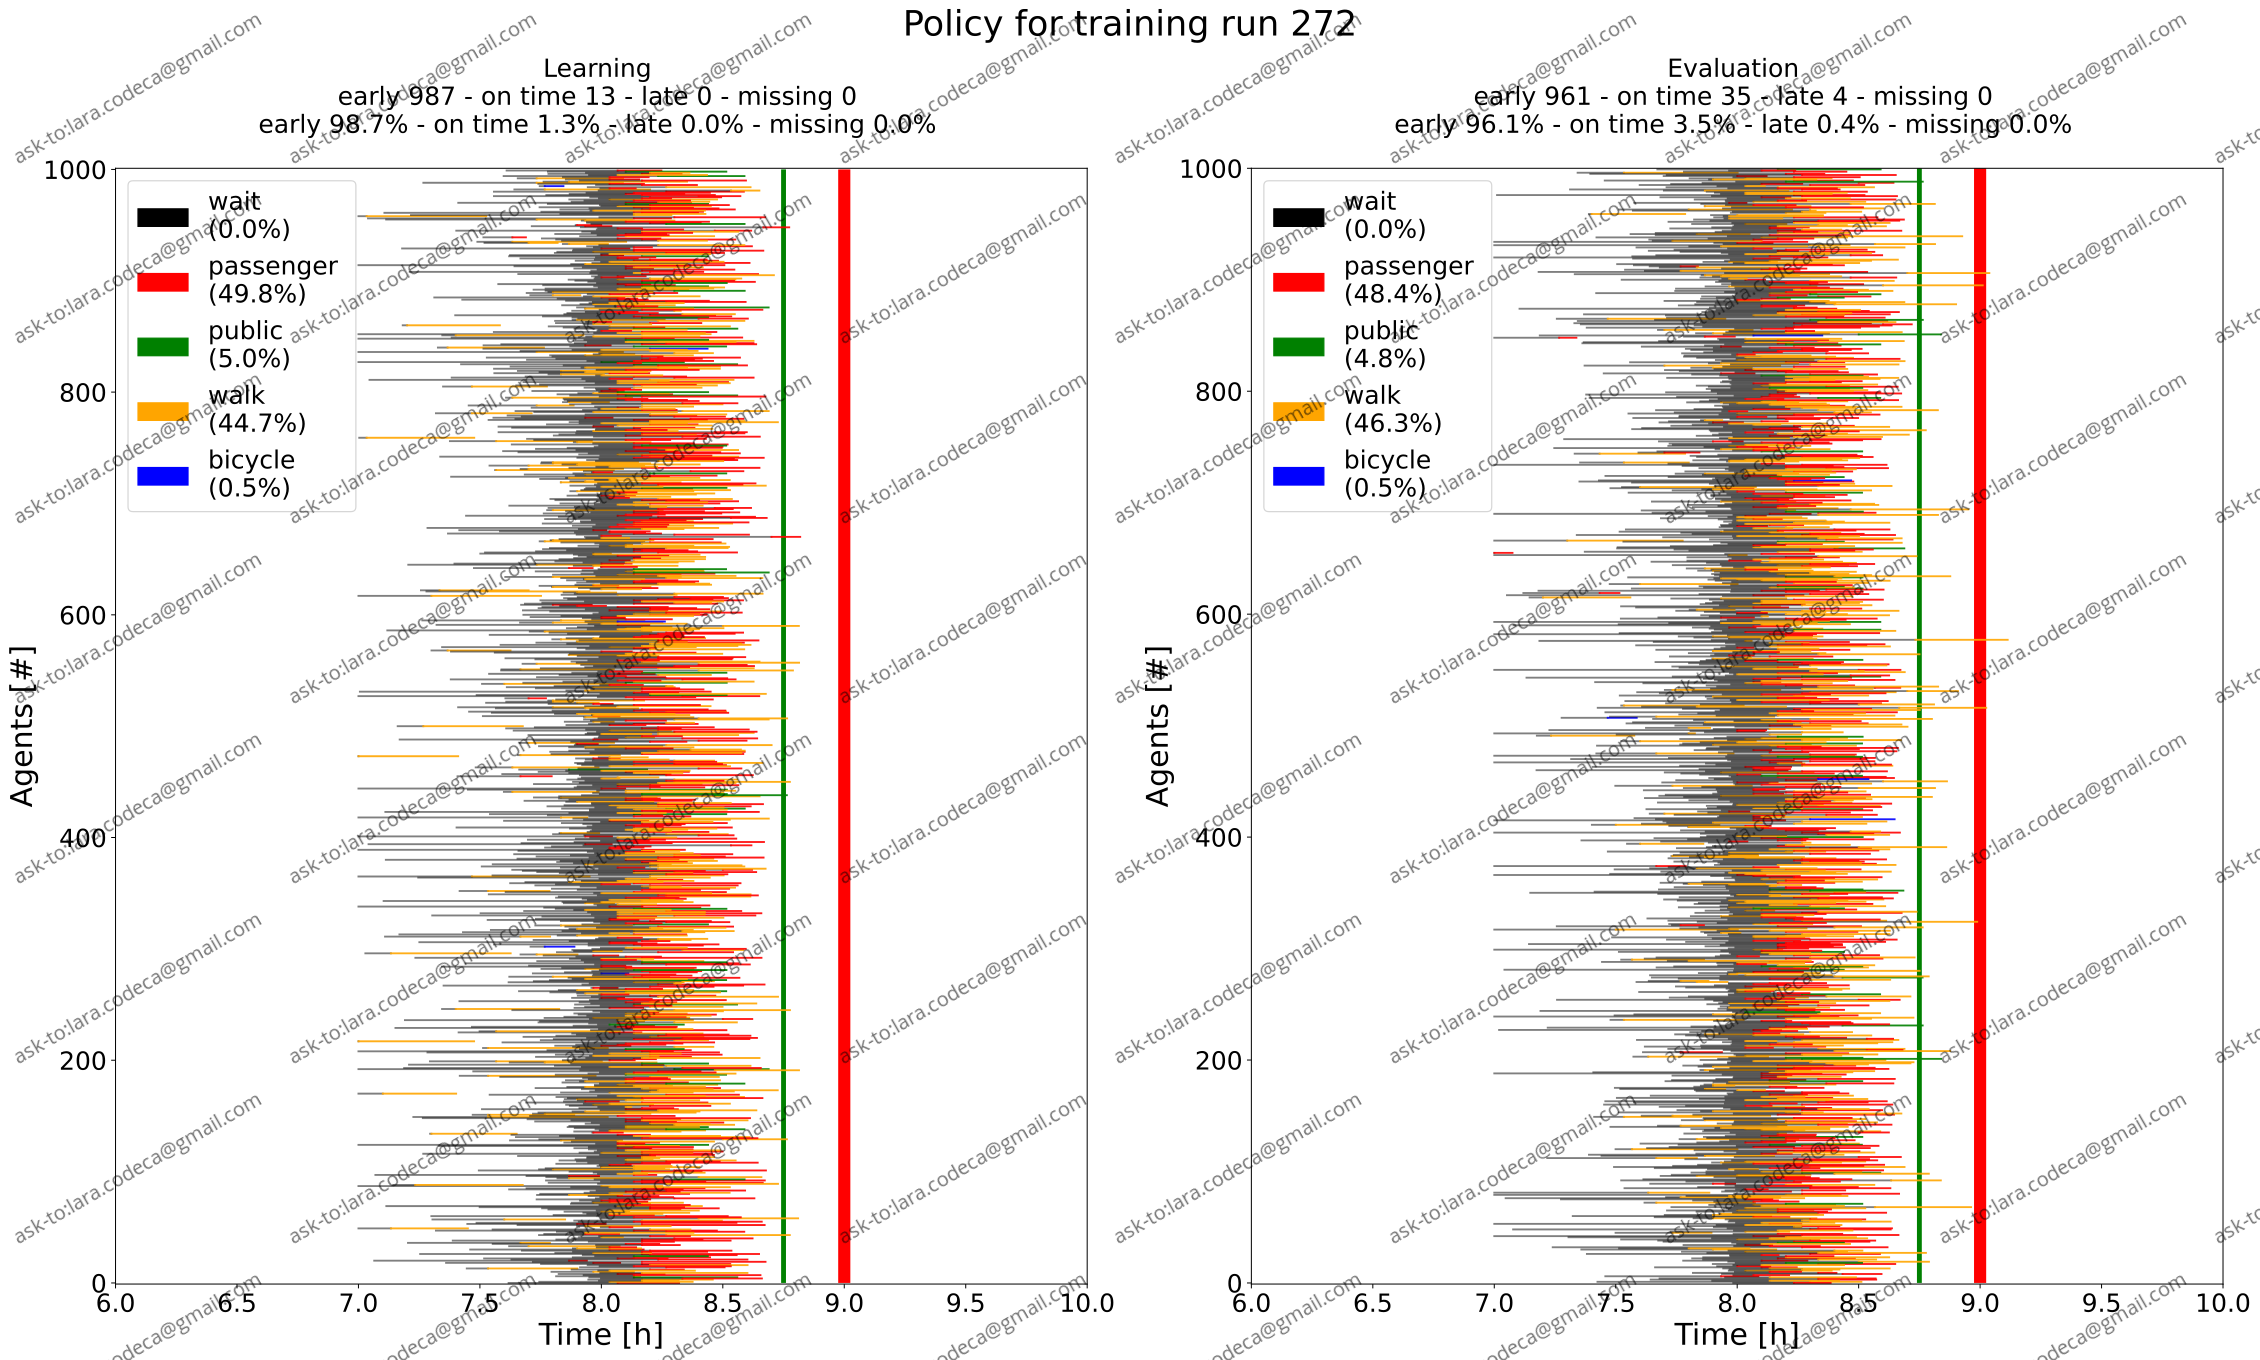 Policy for training run 272
Learning
early 987 - on time 13 - late 0 - missing 0
early 98.7% - on time 1.3% - late 0.0% - missing 0.0%
wait
(0.0%)
passenger
(49.8%)
public
(5.0%)
walk
(44.7%)
bicycle
(0.5%)
Agents [#]
1000
800
600
400
200
0
6.0 6.5 7.0 7.5 8.0 8.5 9.0 9.5 10.0
Time [h]
Evaluation
early 961 - on time 35 - late 4 - missing 0
early 96.1% - on time 3.5% - late 0.4% - missing 0.0%
wait
(0.0%)
passenger
(48.4%)
public
(4.8%)
walk
(46.3%)
bicycle
(0.5%)
Agents [#]
1000
800
600
400
200
0
6.0 6.5 7.0 7.5 8.0 8.5 9.0 9.5 10.0
Time [h]
ask-to:lara.codeca@gmail.com